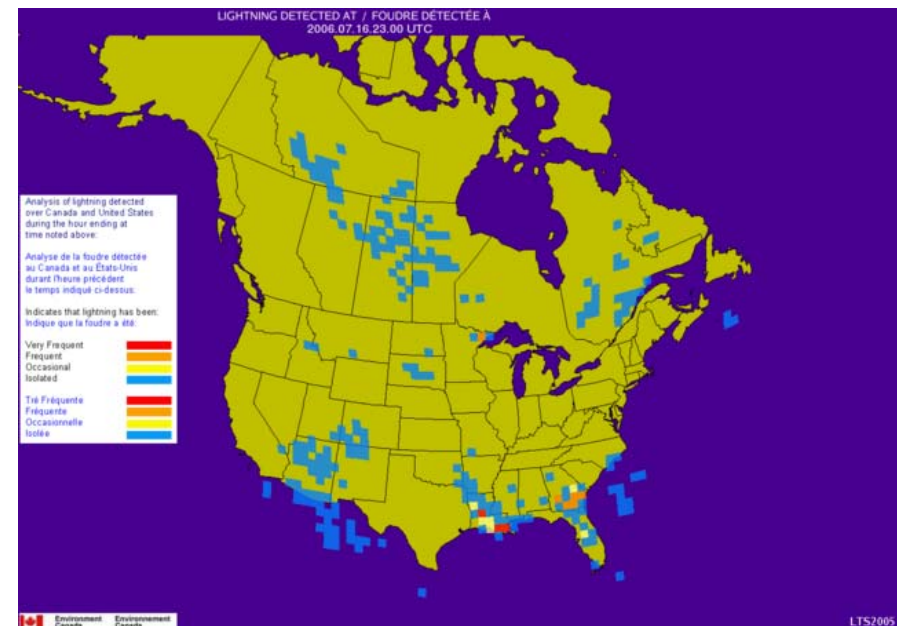 LIGHTNING DETECTED AT / FOUDRE DÉTECTÉE À
2006.07.16.23.00 UTC
Analysis of lightning detected
over Canada and United States
during the hour ending at
time noted above:
Analyse de la foudre détectée
au Canada et au États-Unis
durant l'heure précédent
le temps indiqué ci-dessus:
Indicates that lightning has been:
Indique que la foudre a été:
Very Frequent
Frequent
Occasional
Isolated
Tré Fréquente
Fréquente
Occasionnelle
Isolée
Environment Environnement
Canada Canada
LTS2005